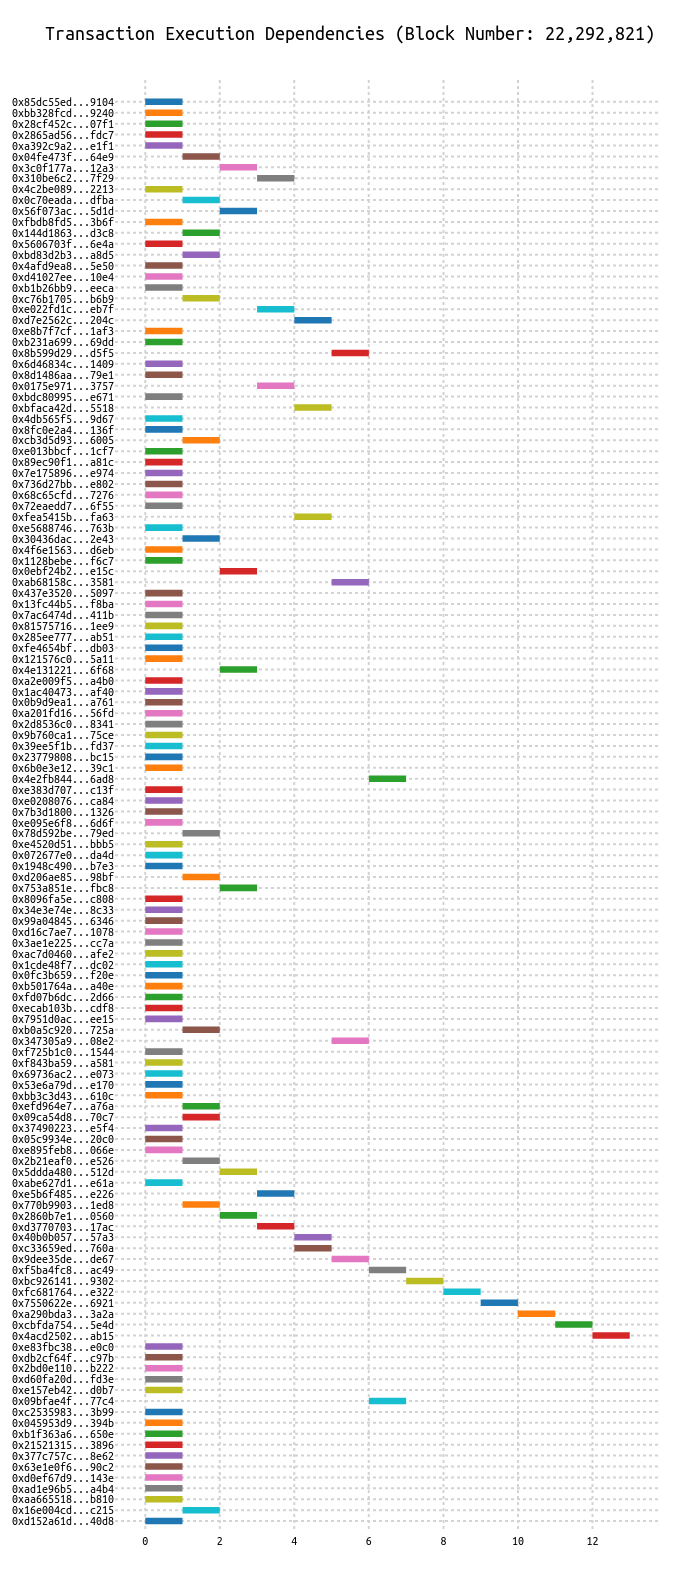 Transaction Execution Dependencies (Block Number: 22,292,821)
0x85dc55ed...9104
0xbb328fcd...9240
0x28cf452c...07f1
0x2865ad56...fdc7
0xa392c9a2...e1f1
0x04fe473f...64e9
0x3c0f177a...12a3
0x310be6c2...7f29
0x4c2be089...2213
0x0c70eada...dfba
0x56f073ac...5d1d
0xfbdb8fd5...3b6f
0x144d1863...d3c8
0x5606703f...6e4a
0xbd83d2b3...a8d5
0x4afd9ea8...5e50
0xd41027ee...10e4
0xb1b26bb9...eeca
0xc76b1705...b6b9
0xe022fd1c...eb7f
0xd7e2562c...204c
0xe8b7f7cf...1af3
0xb231a699...69dd
0x8b599d29...d5f5
0x6d46834c...1409
0x8d1486aa...79e1
0x0175e971...3757
0xbdc80995...e671
0xbfaca42d...5518
0x4db565f5...9d67
0x8fc0e2a4...136f
0xcb3d5d93...6005
0xe013bbcf...1cf7
0x89ec90f1...a81c
0x7e175896...e974
0x736d27bb...e802
0x68c65cfd...7276
0x72eaedd7...6f55
0xfea5415b...fa63
0xe5688746...763b
0x30436dac...2e43
0x4f6e1563...d6eb
0x1128bebe...f6c7
0x0ebf24b2...e15c
0xab68158c...3581
0x437e3520...5097
0x13fc44b5...f8ba
0x7ac6474d...411b
0x81575716...1ee9
0x285ee777...ab51
0xfe4654bf...db03
0x121576c0...5a11
0x4e131221...6f68
0xa2e009f5...a4b0
0x1ac40473...af40
0x0b9d9ea1...a761
0xa201fd16...56fd
0x2d8536c0...8341
0x9b760ca1...75ce
0x39ee5f1b...fd37
0x23779808...bc15
0x6b0e3e12...39c1
0x4e2fb844...6ad8
0xe383d707...c13f
0xe0208076...ca84
0x7b3d1800...1326
0xe095e6f8...6d6f
0x78d592be...79ed
0xe4520d51...bbb5
0x072677e0...da4d
0x1948c490...b7e3
0xd206ae85...98bf
0x753a851e...fbc8
0x8096fa5e...c808
0x34e3e74e...8c33
0x99a04845...6346
0xd16c7ae7...1078
0x3ae1e225...cc7a
0xac7d0460...afe2
0x1cde48f7...dc02
0x0fc3b659...f20e
0xb501764a...a40e
0xfd07b6dc...2d66
0xecab103b...cdf8
0x7951d0ac...ee15
0xb0a5c920...725a
0x347305a9...08e2
0xf725b1c0...1544
0xf843ba59...a581
0x69736ac2...e073
0x53e6a79d...e170
0xbb3c3d43...610c
0xefd964e7...a76a
0x09ca54d8...70c7
0x37490223...e5f4
0x05c9934e...20c0
0xe895feb8...066e
0x2b21eaf0...e526
0x5ddda480...512d
0xabe627d1...e61a
0xe5b6f485...e226
0x770b9903...1ed8
0x2860b7e1...0560
0xd3770703...17ac
0x40b0b057...57a3
0xc33659ed...760a
0x9dee35de...de67
0xf5ba4fc8...ac49
0xbc926141...9302
0xfc681764...e322
0x7550622e...6921
0xa290bda3...3a2a
0xcbfda754...5e4d
0x4acd2502...ab15
0xe83fbc38...e0c0
0xdb2cf64f...c97b
0x2bd0e110...b222
0xd60fa20d...fd3e
0xe157eb42...d0b7
0x09bfae4f...77c4
0xc2535983...3b99
0x045953d9...394b
0xb1f363a6...650e
0x21521315...3896
0x377c757c...8e62
0x63e1e0f6...90c2
0xd0ef67d9...143e
0xad1e96b5...a4b4
0xaa665518...b810
0x16e004cd...c215
0xd152a61d...40d8
0 2 4 6 8 10 12